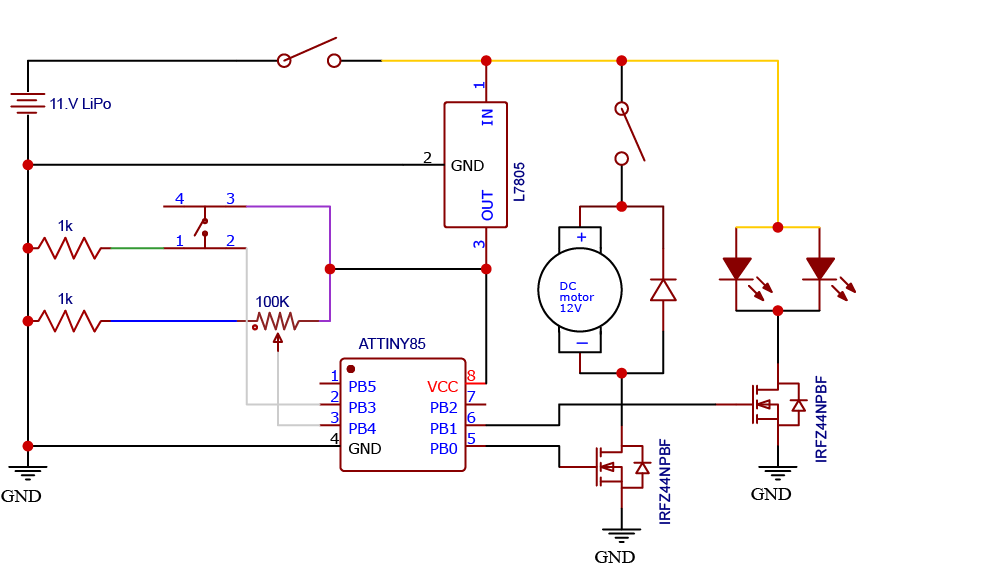 11.V LiPo
1
IN
2
GND
OUT
L7805
3
4
3
1k
1
2
1k
100K
+
DC
motor
12V
−
ATTINY85
1
PB5
VCC
8
2
PB3
PB2
7
3
PB4
PB1
6
4
GND
PB0
5
IRFZ44NPBF
IRFZ44NPBF
GND
GND
GND